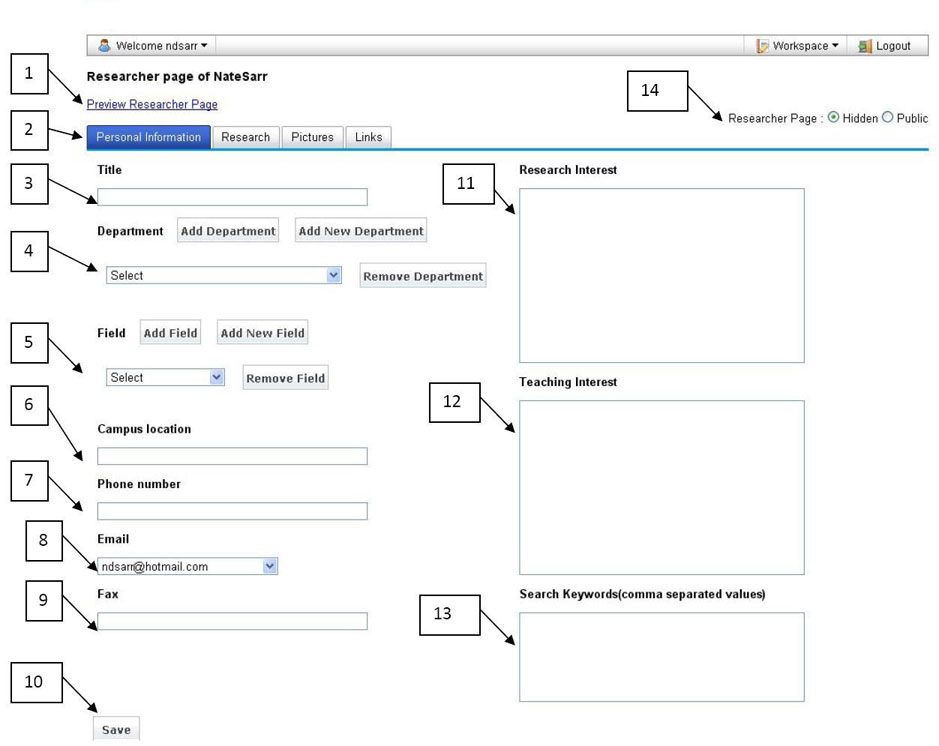 Welcome ndsarr
Workspace
Logout
1
Researcher page of NateSarr
14
Preview Researcher Page
Researcher Page : Hidden Public
2
Personal Information
Research
Pictures
Links
3
Title
11
Research Interest
4
Department
Add Department
Add New Department
Select
Remove Department
5
Field
Add Field
Add New Field
Select
Remove Field
12
Teaching Interest
6
Campus location
7
Phone number
8
Email
ndsarr@hotmail.com
9
Fax
13
Search Keywords(comma separated values)
10
Save